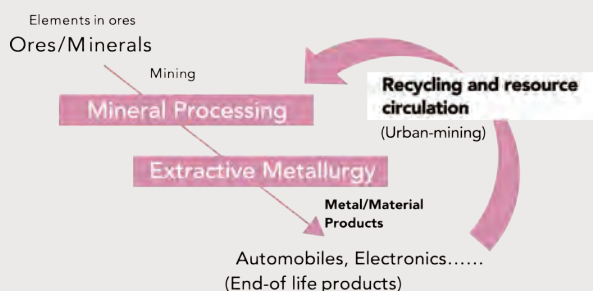 Elements in ores
Ores/Minerals
Mining
Mineral Processing
Recycling and resource
circulation
(Urban-mining)
Extractive Metallurgy
Metal/Material
Products
Automobiles, Electronics......
(End-of life products)